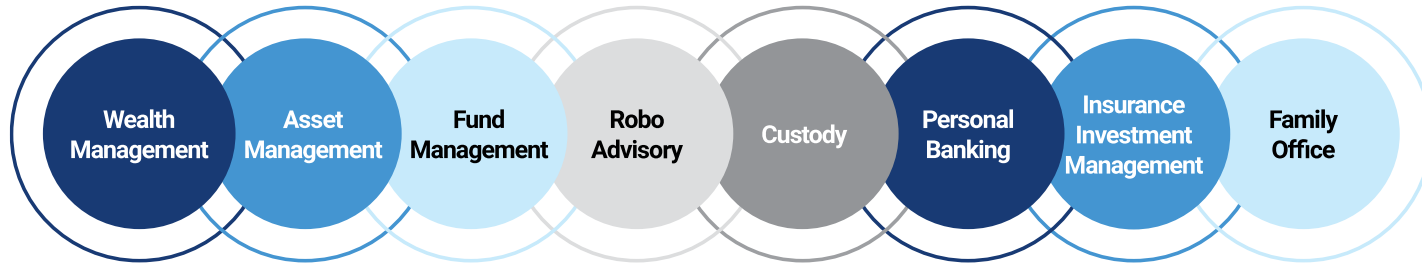 Wealth
Management
Asset
Management
Fund
Management
Robo
Advisory
Custody
Personal
Banking
Insurance
Investment
Management
Family
Office